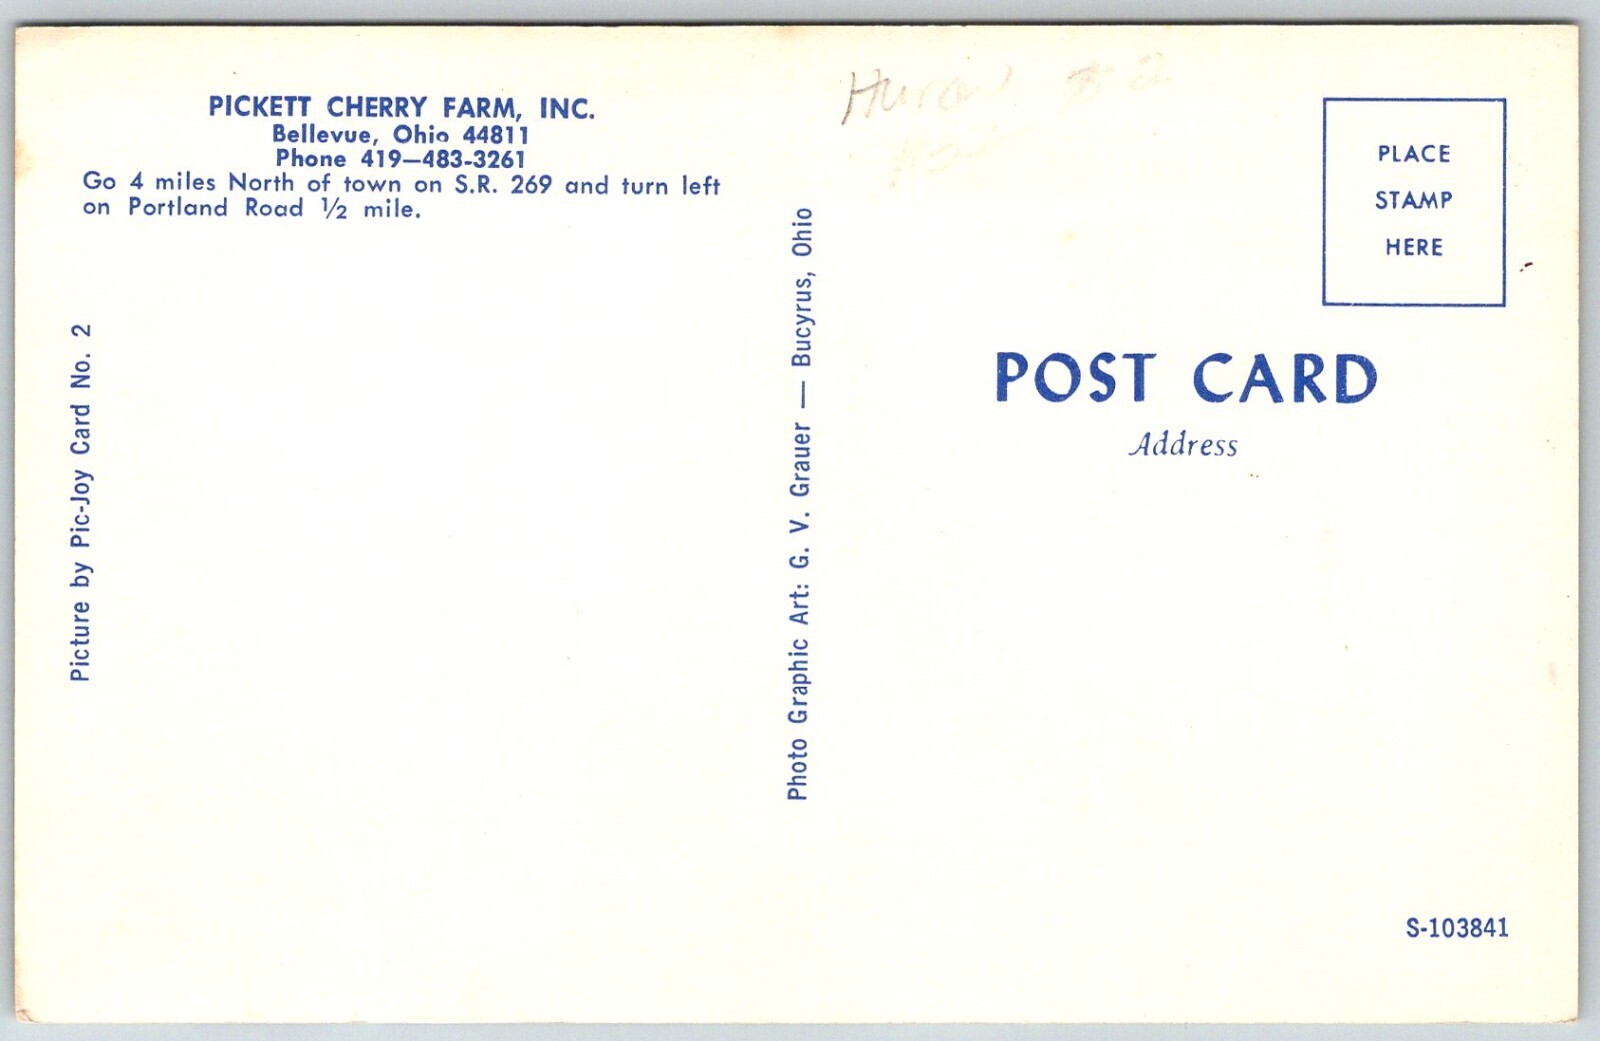 PICKETT CHERRY FARM, INC.
Bellevue, Ohio 44811
Phone 419—483-3261
Go 4 miles North of town on S.R. 269 and turn left
on Portland Road ½ mile.
Picture by Pic-Joy Card No. 2
Photo Graphic Art: G. V. Grauer — Bucyrus, Ohio
PLACE
STAMP
HERE
POST CARD
Address
S-103841